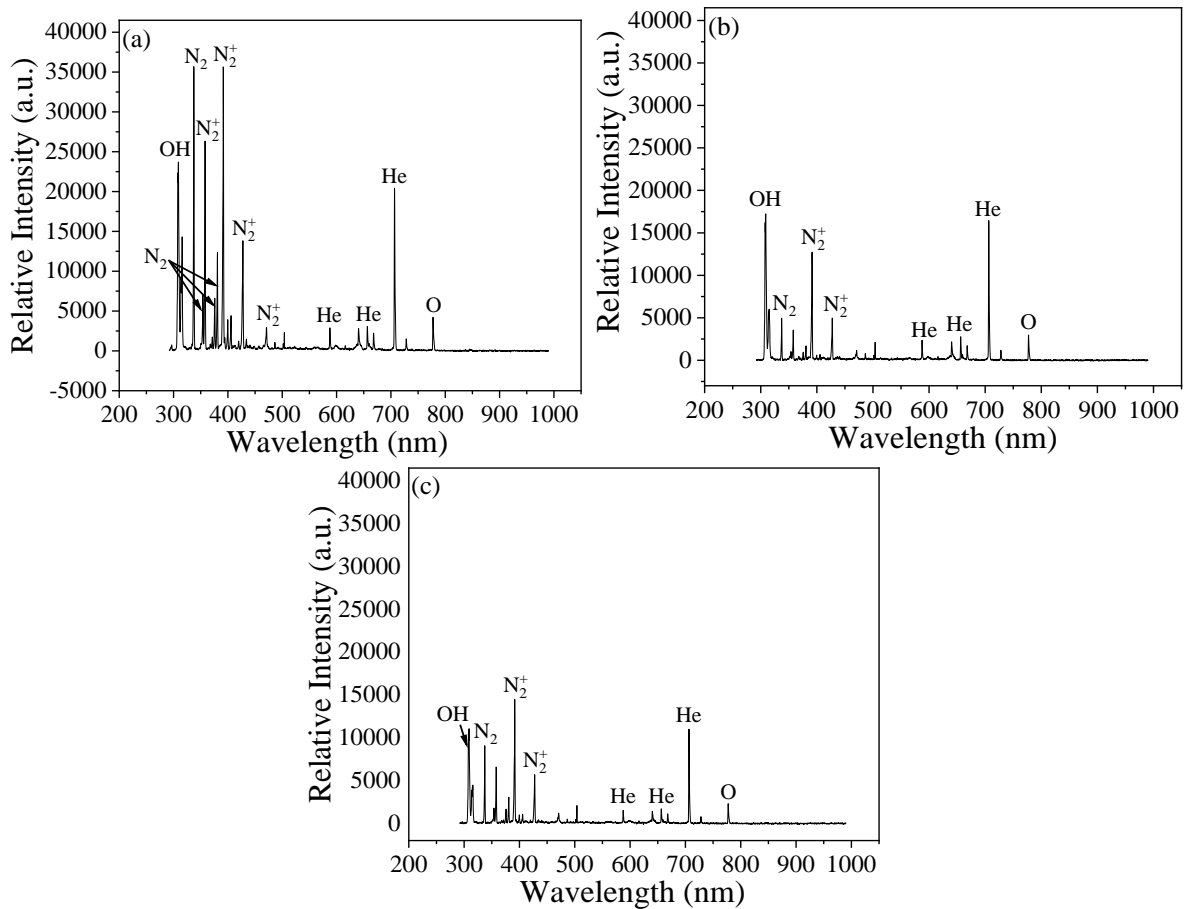 (a)
N₂
N₂⁺
N₂⁺
OH
He
N₂⁺
N₂
N₂⁺
He
He
O
40000
35000
30000
25000
20000
15000
10000
5000
0
-5000
Relative Intensity (a.u.)
200 300 400 500 600 700 800 900 1000
Wavelength (nm)
(b)
OH
He
N₂⁺
N₂
N₂⁺
He
He
O
40000
35000
30000
25000
20000
15000
10000
5000
0
Relative Intensity (a.u.)
200 300 400 500 600 700 800 900 1000
Wavelength (nm)
(c)
N₂⁺
OH
N₂
He
N₂⁺
He
He
O
40000
35000
30000
25000
20000
15000
10000
5000
0
Relative Intensity (a.u.)
200 300 400 500 600 700 800 900 1000
Wavelength (nm)